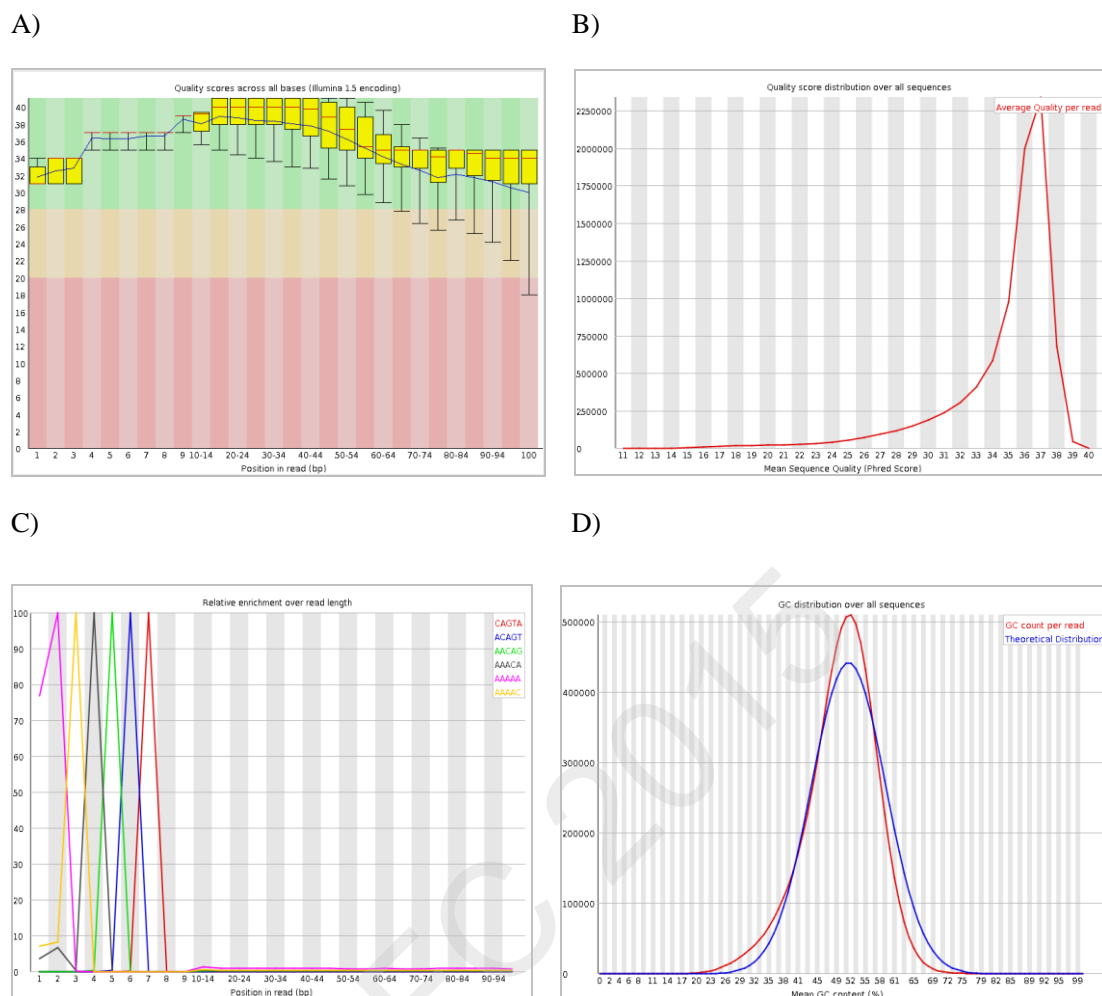 A)
B)
Quality scores across all bases (Illumina 1.5 encoding)
40
38
36
34
32
30
28
26
24
22
20
18
16
14
12
10
8
6
4
2
0
1 2 3 4 5 6 7 8 9 10-14 20-24 30-34 40-44 50-54 60-64 70-74 80-84 90-94 100
Position in read (bp)
Quality score distribution over all sequences
Average Quality per read
2250000
2000000
1750000
1500000
1250000
1000000
750000
500000
250000
0
11 12 13 14 15 16 17 18 19 20 21 22 23 24 25 26 27 28 29 30 31 32 33 34 35 36 37 38 39 40
Mean Sequence Quality (Phred Score)
C)
D)
Relative enrichment over read length
CAGTA
ACAGT
AACAG
AAACA
AAAAA
AAAAC
100
90
80
70
60
50
40
30
20
10
0
1 2 3 4 5 6 7 8 9 10-14 20-24 30-34 40-44 50-54 60-64 70-74 80-84 90-94
Position in read (bp)
GC distribution over all sequences
GC count per read
Theoretical Distribution
500000
400000
300000
200000
100000
0
0 2 4 6 8 11 14 17 20 23 26 29 32 35 38 41 45 49 52 55 58 61 64 67 70 73 76 79 82 85 89 92 95 99
Mean GC content (%)
2015